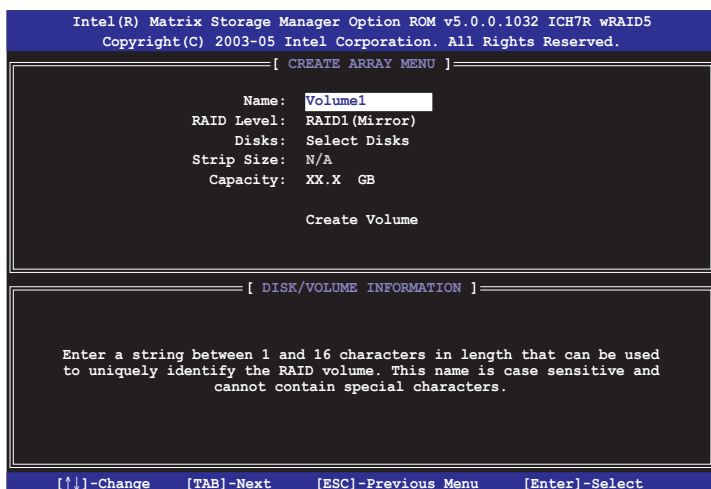 Intel(R) Matrix Storage Manager Option ROM v5.0.0.1032 ICH7R wRAID5
Copyright(C) 2003-05 Intel Corporation. All Rights Reserved.
[ CREATE ARRAY MENU ]
Name: Volume1
RAID Level: RAID1(Mirror)
Disks: Select Disks
Strip Size: N/A
Capacity: XX.X GB
Create Volume
[ DISK/VOLUME INFORMATION ]
Enter a string between 1 and 16 characters in length that can be used
to uniquely identify the RAID volume. This name is case sensitive and
cannot contain special characters.
[↑↓]-Change [TAB]-Next [ESC]-Previous Menu [Enter]-Select